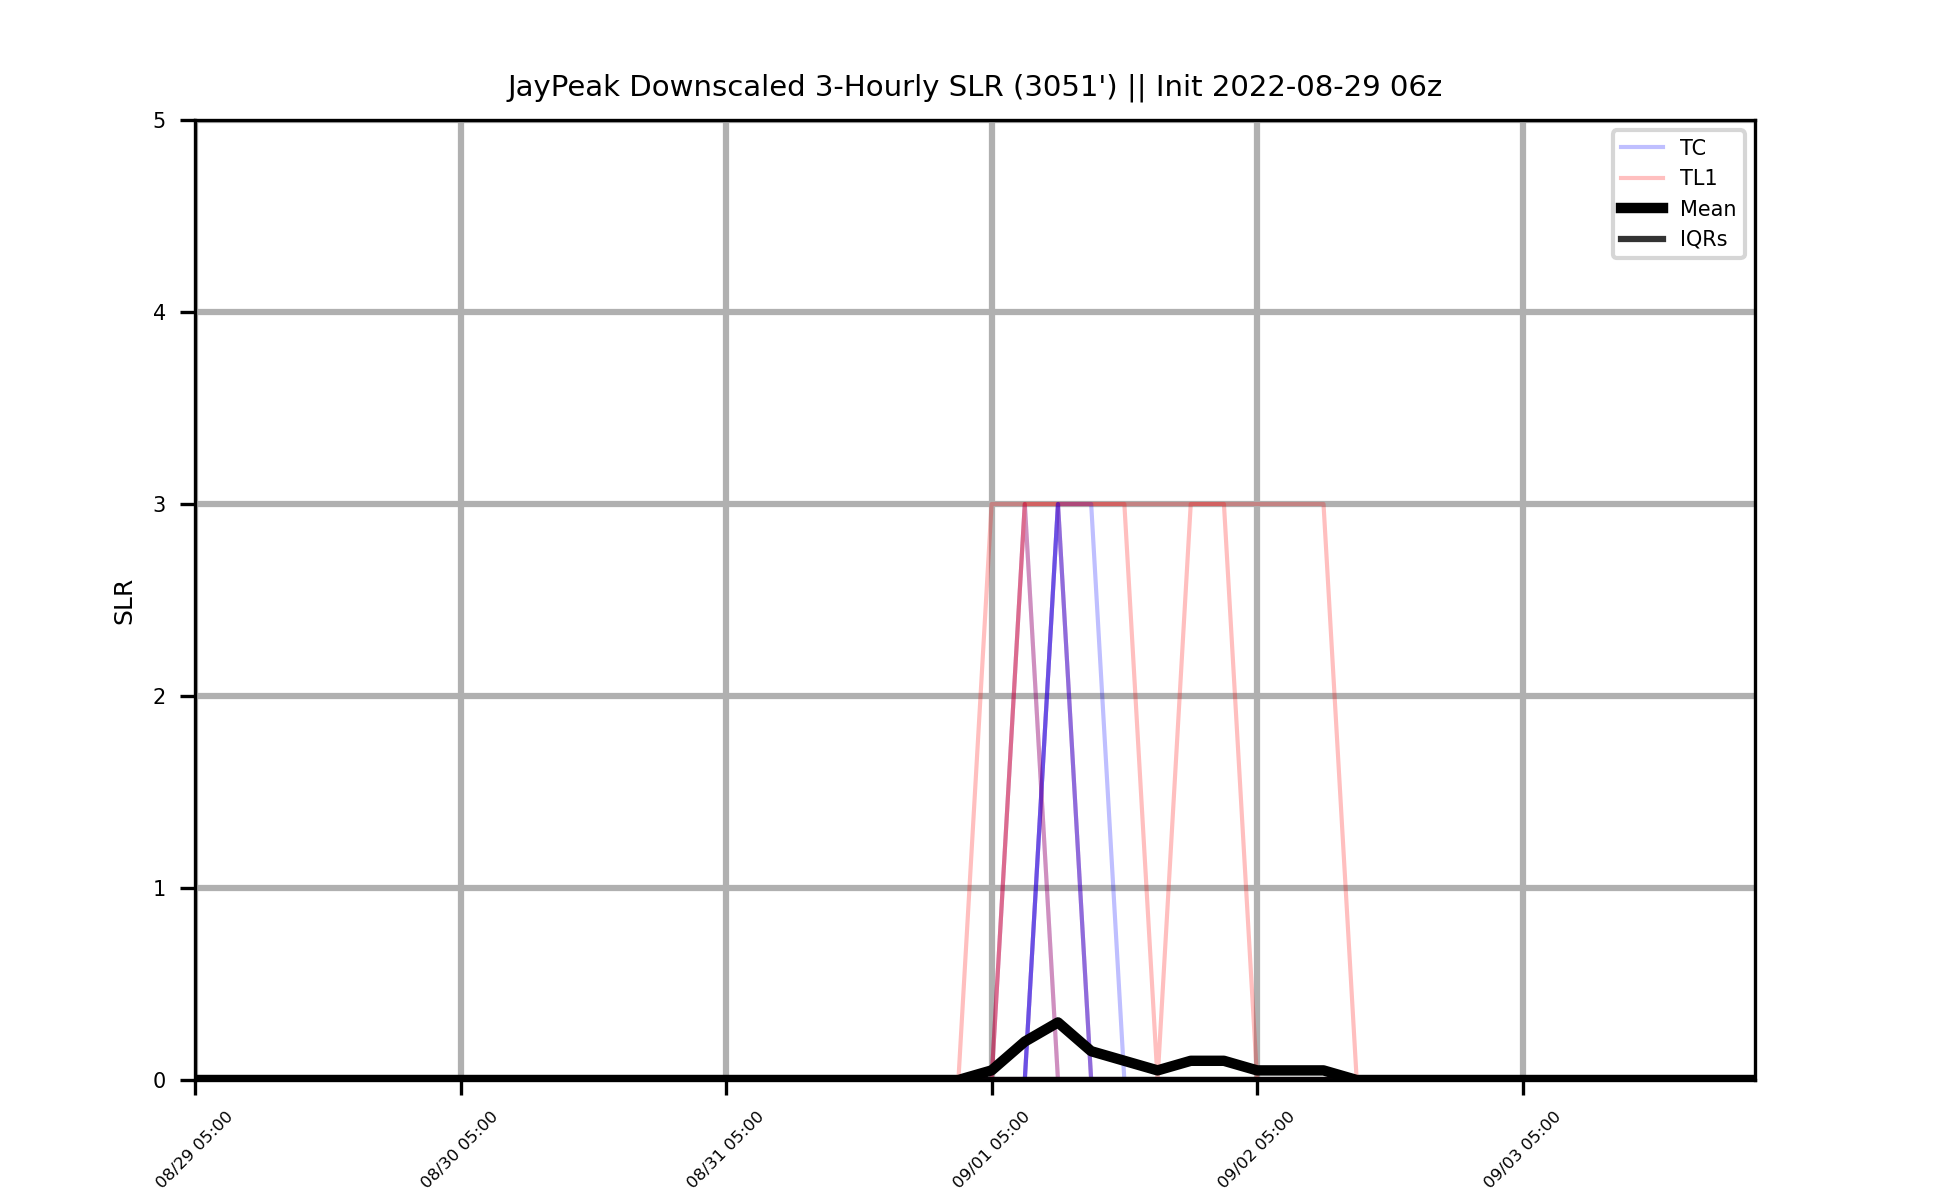 JayPeak Downscaled 3-Hourly SLR (3051') || Init 2022-08-29 06z
5
4
3
2
1
0
SLR
TC
TL1
Mean
IQRs
08/29 05:00
08/30 05:00
08/31 05:00
09/01 05:00
09/02 05:00
09/03 05:00